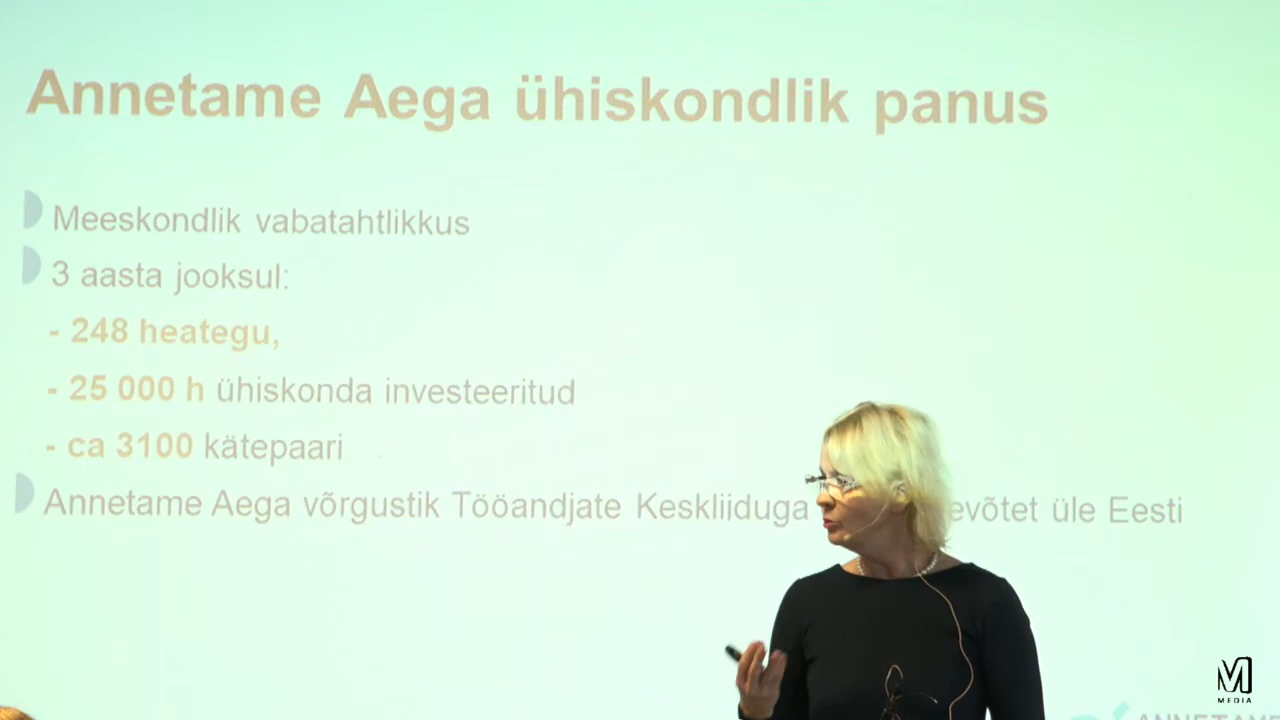 Annetame Aega ühiskondlik panus
Meeskondlik vabatahtlikkus
3 aasta jooksul:
- 248 heategu,
- 25 000 h ühiskonda investeeritud
- ca 3100 kätepaari
Annetame Aega võrgustik Tööandjate Keskliiduga evõtet üle Eesti
M
MEDIA
ANNETAME